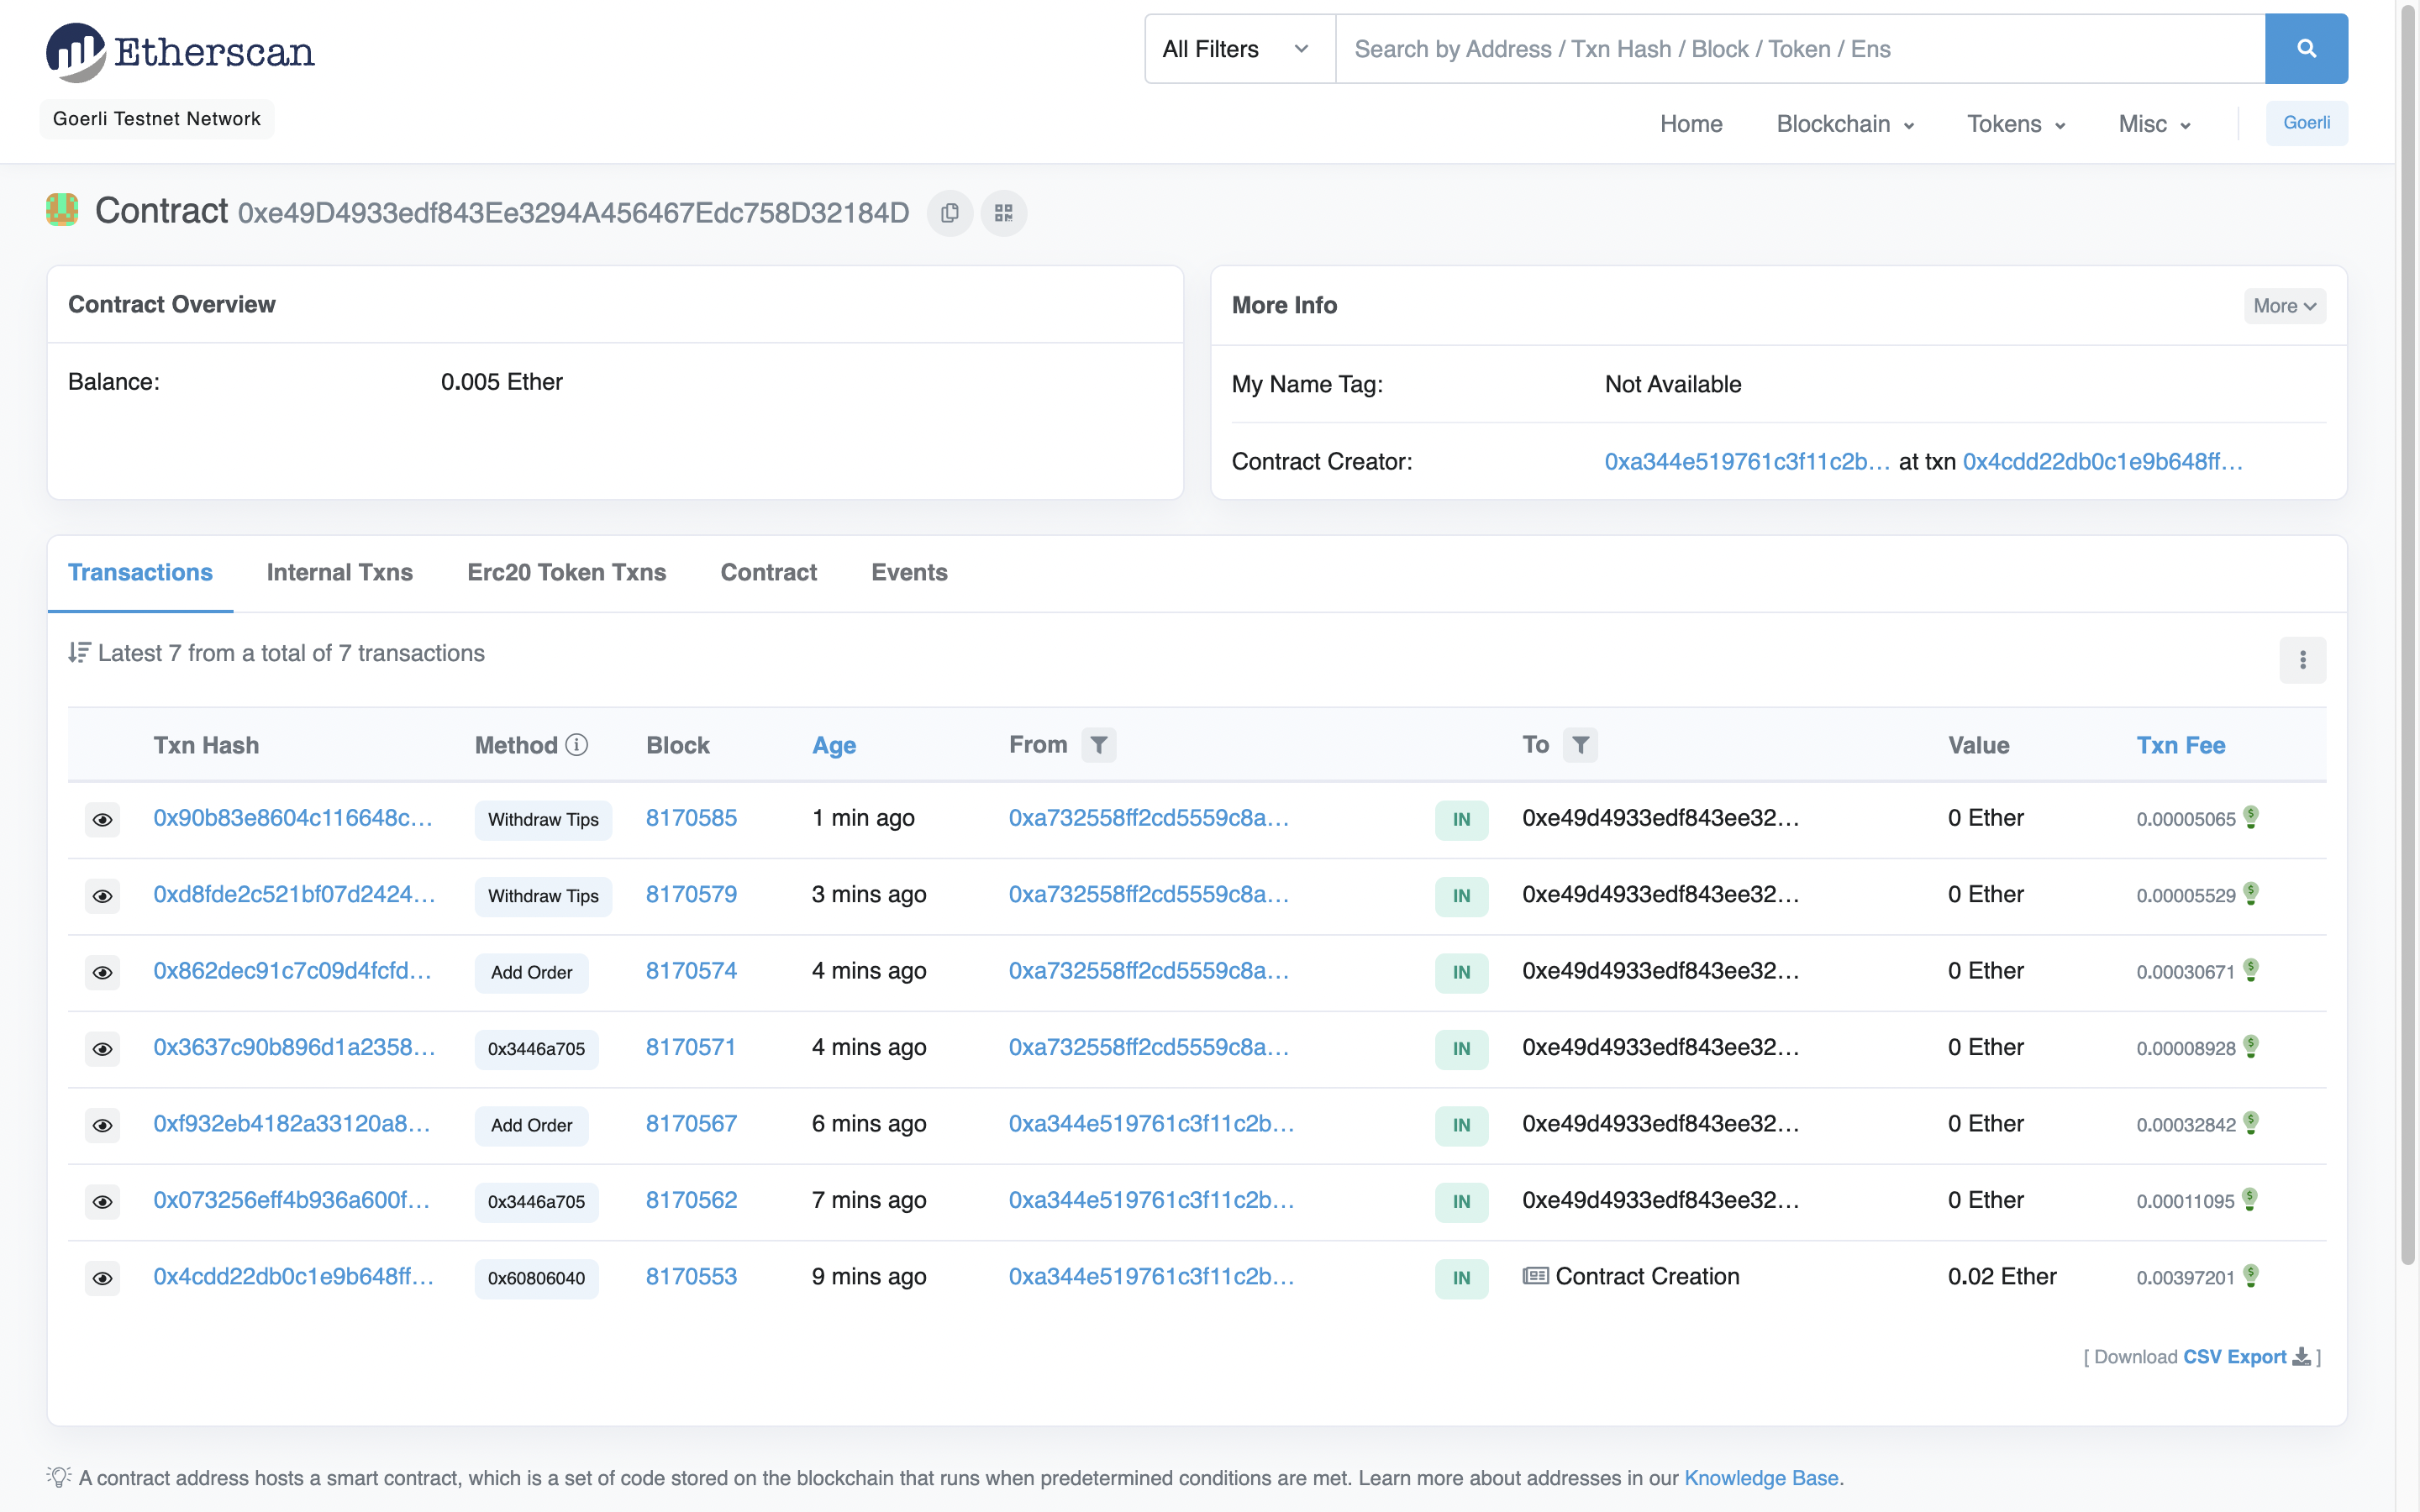 Etherscan
All Filters
Search by Address / Txn Hash / Block / Token / Ens
Goerli Testnet Network
Home Blockchain Tokens Misc Goerli
Contract 0xe49D4933edf843Ee3294A456467Edc758D32184D
Contract Overview
Balance: 0.005 Ether
More Info More
My Name Tag: Not Available
Contract Creator: 0xa344e519761c3f11c2b... at txn 0x4cdd22db0c1e9b648ff...
Transactions Internal Txns Erc20 Token Txns Contract Events
Latest 7 from a total of 7 transactions
Txn Hash Method Block Age From To Value Txn Fee
0x90b83e8604c116648c... Withdraw Tips 8170585 1 min ago 0xa732558ff2cd5559c8a... IN 0xe49d4933edf843ee32... 0 Ether 0.00005065
0xd8fde2c521bf07d2424... Withdraw Tips 8170579 3 mins ago 0xa732558ff2cd5559c8a... IN 0xe49d4933edf843ee32... 0 Ether 0.00005529
0x862dec91c7c09d4fcfd... Add Order 8170574 4 mins ago 0xa732558ff2cd5559c8a... IN 0xe49d4933edf843ee32... 0 Ether 0.00030671
0x3637c90b896d1a2358... 0x3446a705 8170571 4 mins ago 0xa732558ff2cd5559c8a... IN 0xe49d4933edf843ee32... 0 Ether 0.00008928
0xf932eb4182a33120a8... Add Order 8170567 6 mins ago 0xa344e519761c3f11c2b... IN 0xe49d4933edf843ee32... 0 Ether 0.00032842
0x073256eff4b936a600f... 0x3446a705 8170562 7 mins ago 0xa344e519761c3f11c2b... IN 0xe49d4933edf843ee32... 0 Ether 0.00011095
0x4cdd22db0c1e9b648ff... 0x60806040 8170553 9 mins ago 0xa344e519761c3f11c2b... IN Contract Creation 0.02 Ether 0.00397201
[ Download CSV Export ]
A contract address hosts a smart contract, which is a set of code stored on the blockchain that runs when predetermined conditions are met. Learn more about addresses in our Knowledge Base.